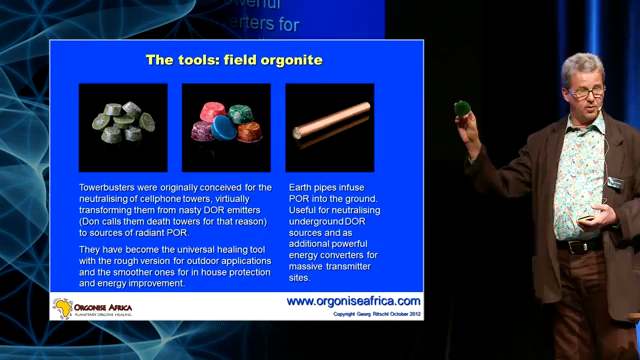 The tools: field orgonite
Towerbusters were originally conceived for the
neutralising of cellphone towers, virtually
transforming them from nasty DOR emitters
(Don calls them death towers for that reason)
to sources of radiant POR.
They have become the universal healing tool
with the rough version for outdoor applications
and the smoother ones for in house protection
and energy improvement.
Earth pipes infuse
POR into the ground.
Useful for neutralising
underground DOR
sources and as
additional powerful
energy converters for
massive transmitter
sites.
ORGONISE AFRICA
PLANETARY ORGONE HEALING
www.orgoniseafrica.com
Copyright Georg Ritschl October 2012
erters for